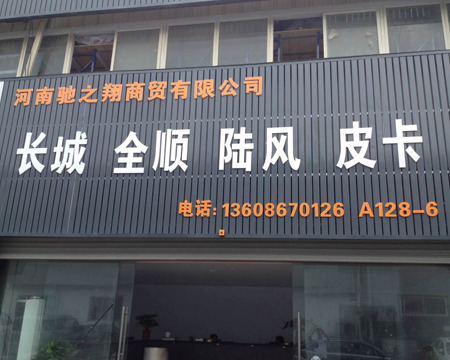 河南驰之翔商贸有限公司
长城 全顺 陆风 皮卡
电话:13608670126 A128-6